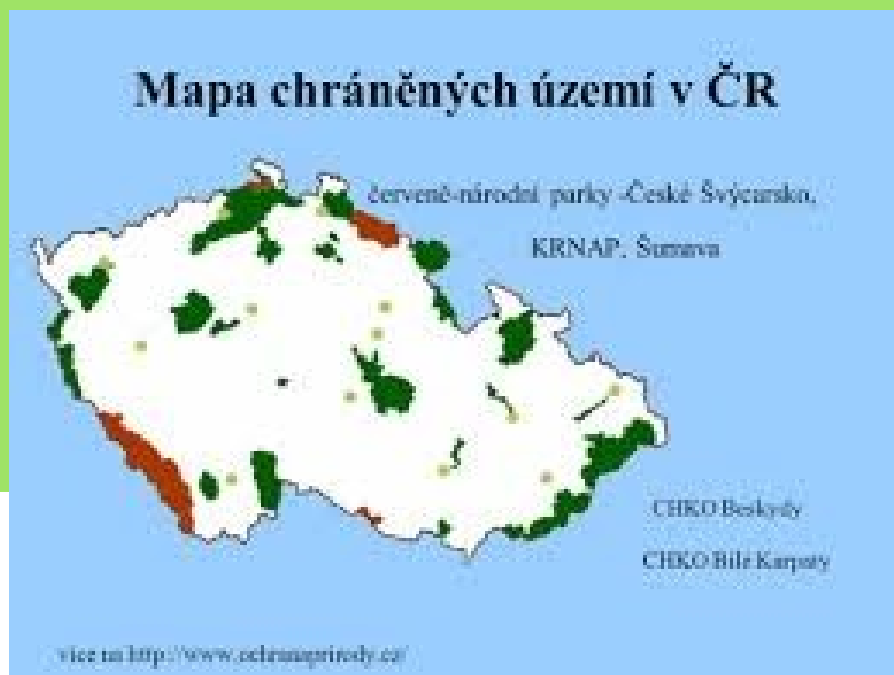 Mapa chráněných území v ČR
červeně-národní parky -České Švýcarsko,
KRNAP, Šumava
CHKO Beskydy
CHKO Bílé Karpaty
více na http://www.ochranaprirody.cz/